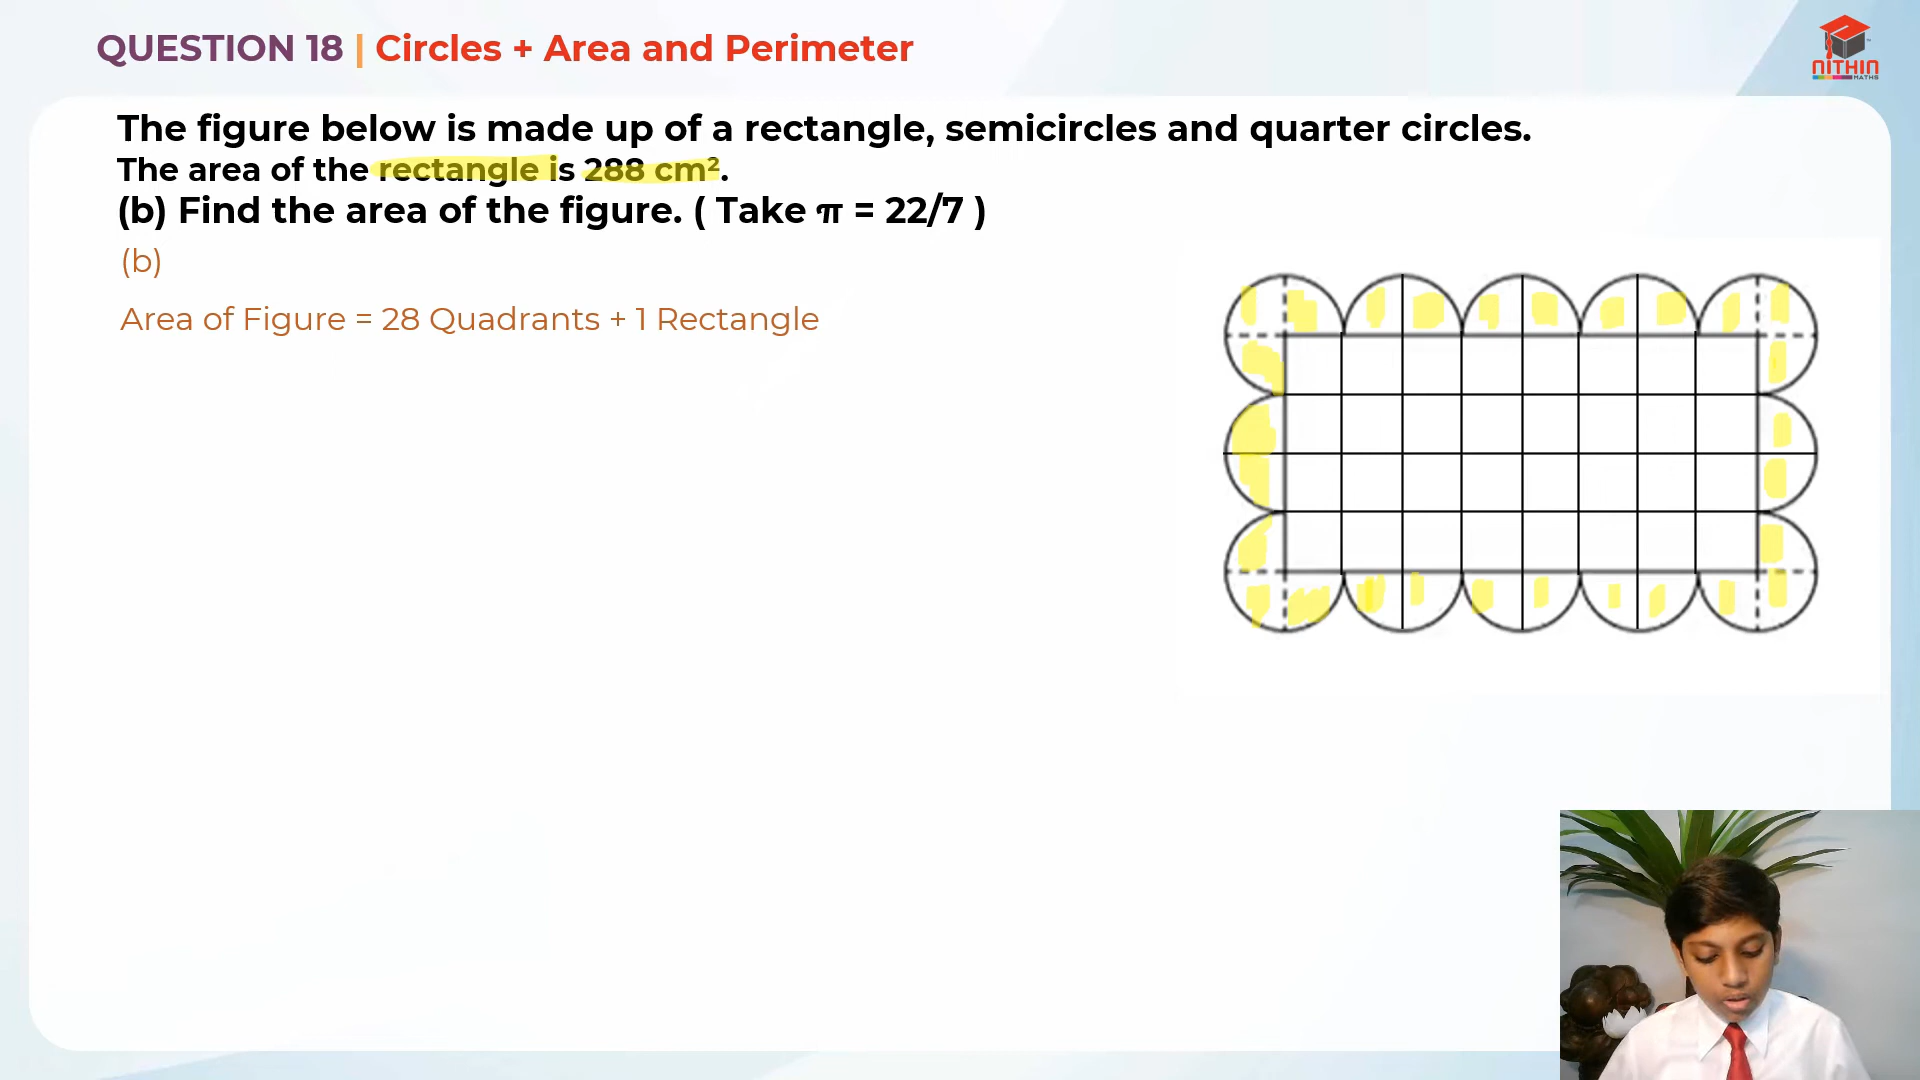 QUESTION 18 | Circles + Area and Perimeter
NITHIN
MATHS
The figure below is made up of a rectangle, semicircles and quarter circles.
The area of the rectangle is 288 cm².
(b) Find the area of the figure. ( Take π = 22/7 )
(b)
Area of Figure = 28 Quadrants + 1 Rectangle